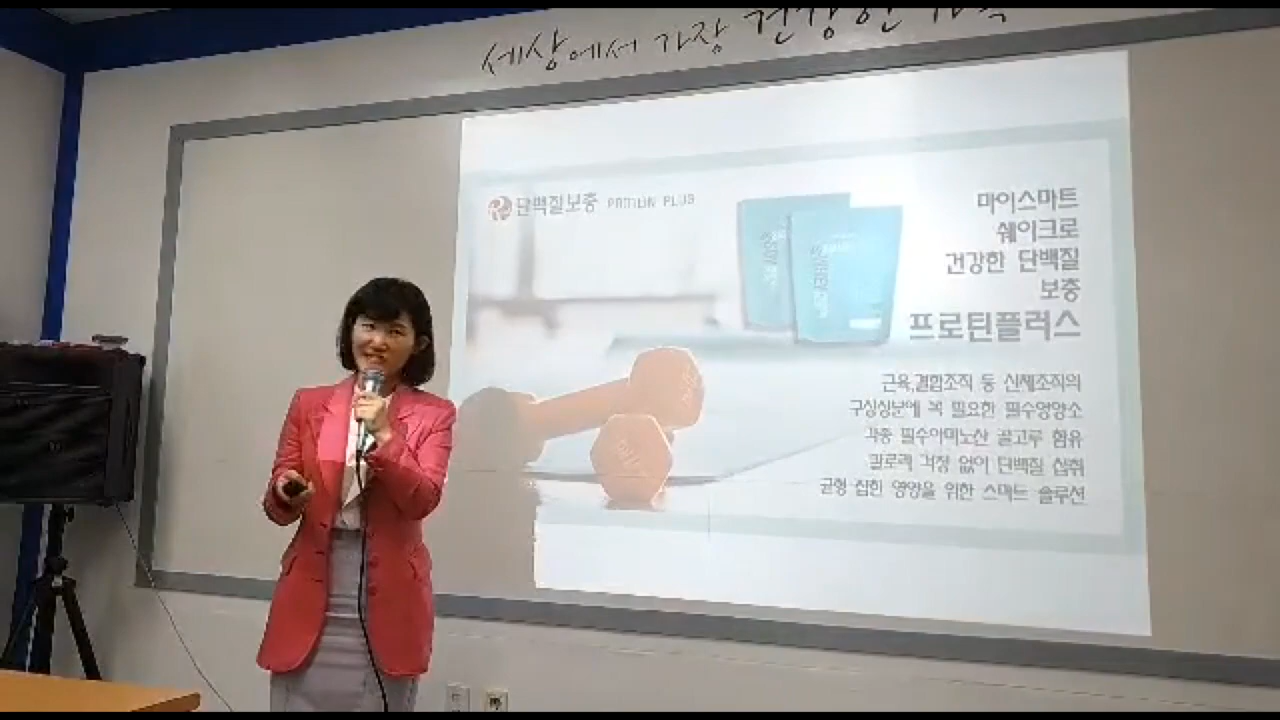 세상에서 가장 건강한
단백질보충 PROTEIN PLUS
마이스마트
쉐이크로
건강한 단백질
보충
프로틴플러스
근육,결합조직 등 신체조직의
구성성분에 꼭 필요한 필수영양소
각종 필수아미노산 골고루 함유
칼로리 걱정 없이 단백질 섭취
균형 잡힌 영양을 위한 스마트 솔루션